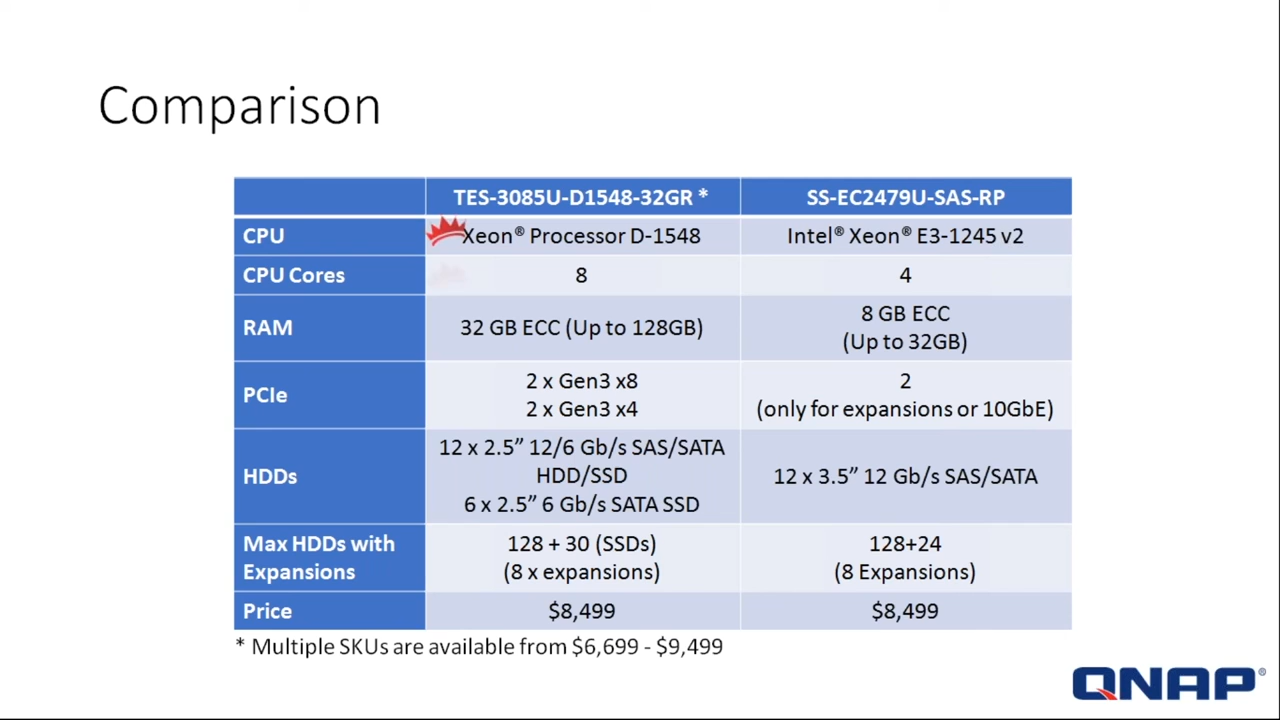 Comparison
TES-3085U-D1548-32GR *
SS-EC2479U-SAS-RP
CPU
Xeon® Processor D-1548
Intel® Xeon® E3-1245 v2
CPU Cores
8
4
RAM
32 GB ECC (Up to 128GB)
8 GB ECC
(Up to 32GB)
PCIe
2 x Gen3 x8
2 x Gen3 x4
2
(only for expansions or 10GbE)
HDDs
12 x 2.5” 12/6 Gb/s SAS/SATA
HDD/SSD
6 x 2.5” 6 Gb/s SATA SSD
12 x 3.5” 12 Gb/s SAS/SATA
Max HDDs with
Expansions
128 + 30 (SSDs)
(8 x expansions)
128+24
(8 Expansions)
Price
$8,499
$8,499
* Multiple SKUs are available from $6,699 - $9,499
QNAP®